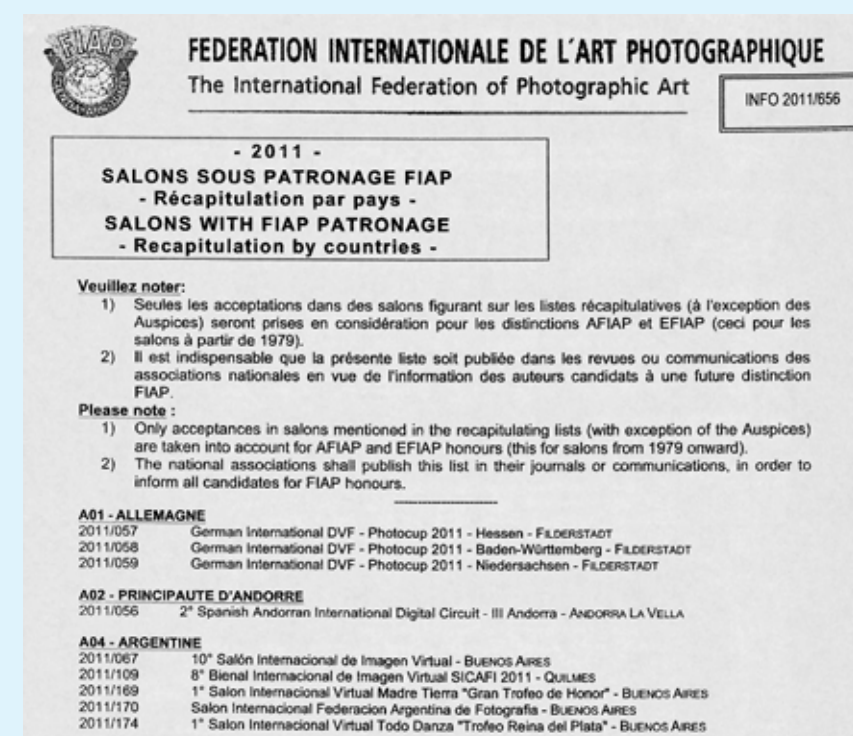 FIAP
FEDERATION INTERNATIONALE DE L´ART PHOTOGRAPHIQUE
The International Federation of Photographic Art
INFO 2011/656
- 2011 -
SALONS SOUS PATRONAGE FIAP
- Récapitulation par pays -
SALONS WITH FIAP PATRONAGE
- Recapitulation by countries -
Veuillez noter:
1) Seules les acceptations dans des salons figurant sur les listes récapitulatives (à l'exception des
Auspices) seront prises en considération pour les distinctions AFIAP et EFIAP (ceci pour les
salons à partir de 1979).
2) Il est indispensable que la présente liste soit publiée dans les revues ou communications des
associations nationales en vue de l'information des auteurs candidats à une future distinction
FIAP.
Please note :
1) Only acceptances in salons mentioned in the recapitulating lists (with exception of the Auspices)
are taken into account for AFIAP and EFIAP honours (this for salons from 1979 onward).
2) The national associations shall publish this list in their journals or communications, in order to
inform all candidates for FIAP honours.
A01 - ALLEMAGNE
2011/057 German International DVF - Photocup 2011 - Hessen - FILDERSTADT
2011/058 German International DVF - Photocup 2011 - Baden-Württemberg - FILDERSTADT
2011/059 German International DVF - Photocup 2011 - Niedersachsen - FILDERSTADT
A02 - PRINCIPAUTE D'ANDORRE
2011/056 2° Spanish Andorran International Digital Circuit - III Andorra - ANDORRA LA VELLA
A04 - ARGENTINE
2011/067 10° Salón Internacional de Imagen Virtual - BUENOS AIRES
2011/109 8° Bienal Internacional de Imagen Virtual SICAFI 2011 - QUILMES
2011/169 1° Salon Internacional Virtual Madre Tierra "Gran Trofeo de Honor" - BUENOS AIRES
2011/170 Salon Internacional Federacion Argentina de Fotografia - BUENOS AIRES
2011/174 1° Salon Internacional Virtual Todo Danza "Trofeo Reina del Plata" - BUENOS AIRES